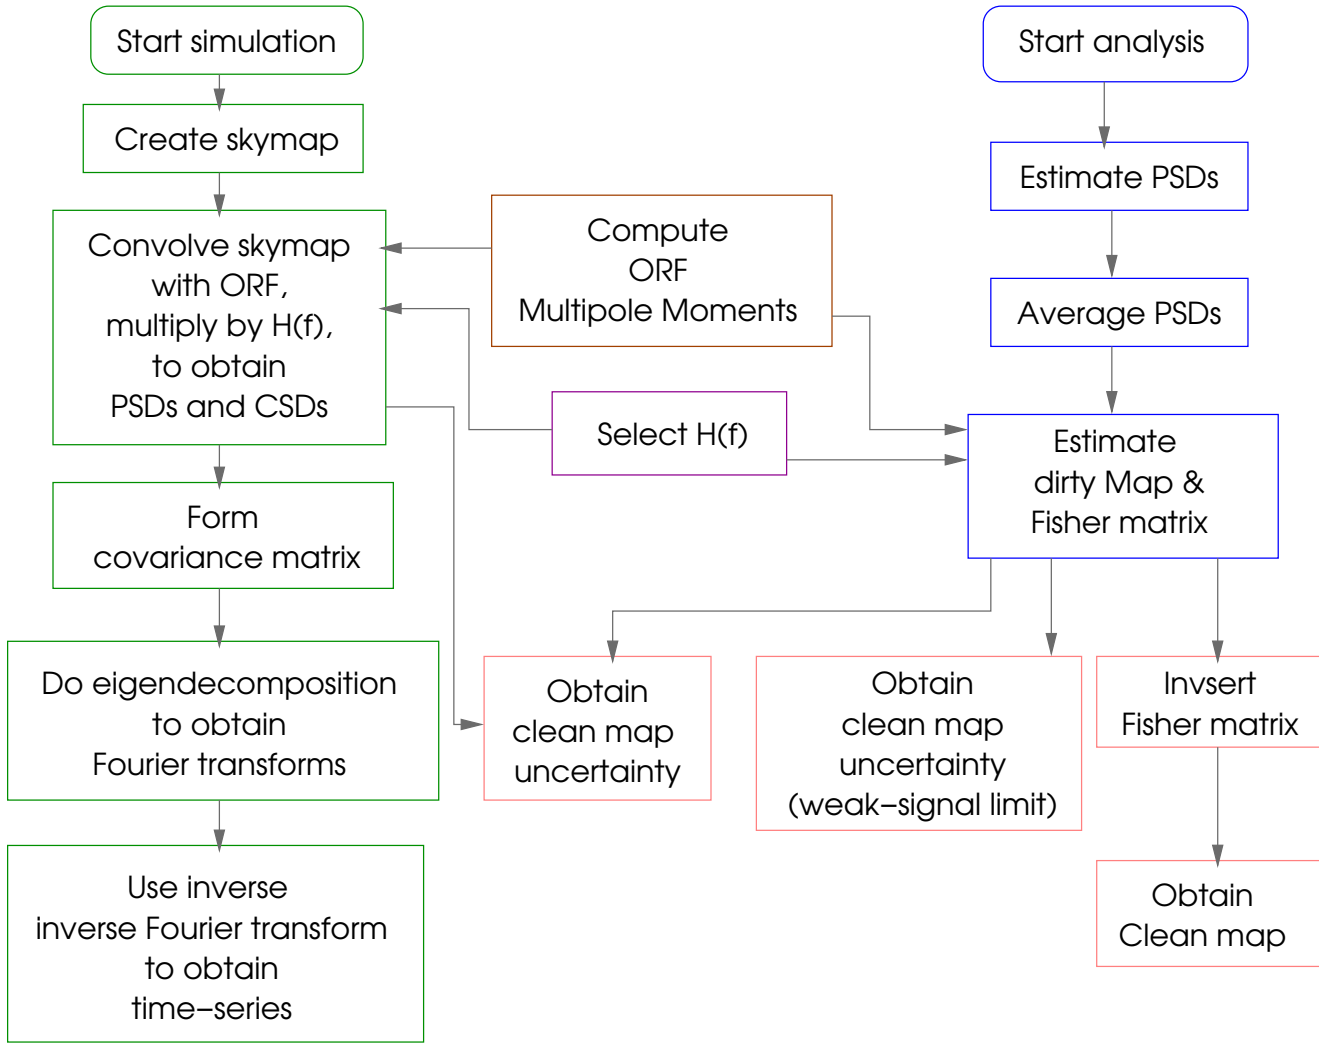 Start simulation
Create skymap
Convolve skymap
with ORF,
multiply by H(f),
to obtain
PSDs and CSDs
Form
covariance matrix
Do eigendecomposition
to obtain
Fourier transforms
Use inverse
inverse Fourier transform
to obtain
time-series
Compute
ORF
Multipole Moments
Select H(f)
Start analysis
Estimate PSDs
Average PSDs
Estimate
dirty Map &
Fisher matrix
Obtain
clean map
uncertainty
Obtain
clean map
uncertainty
(weak-signal limit)
Invsert
Fisher matrix
Obtain
Clean map